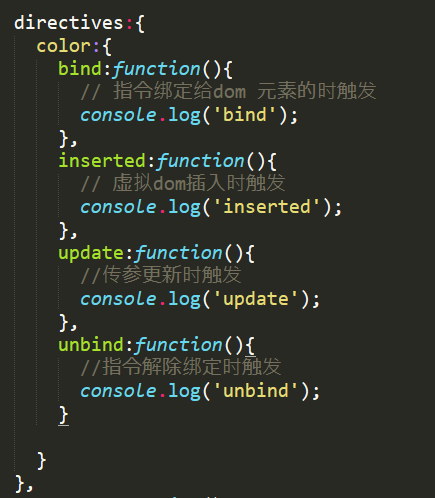 directives:{
color:{
bind:function(){
// 指令绑定给dom 元素的时触发
console.log('bind');
},
inserted:function(){
// 虚拟dom插入时触发
console.log('inserted');
},
update:function(){
//传参更新时触发
console.log('update');
},
unbind:function(){
//指令解除绑定时触发
console.log('unbind');
}
}
},